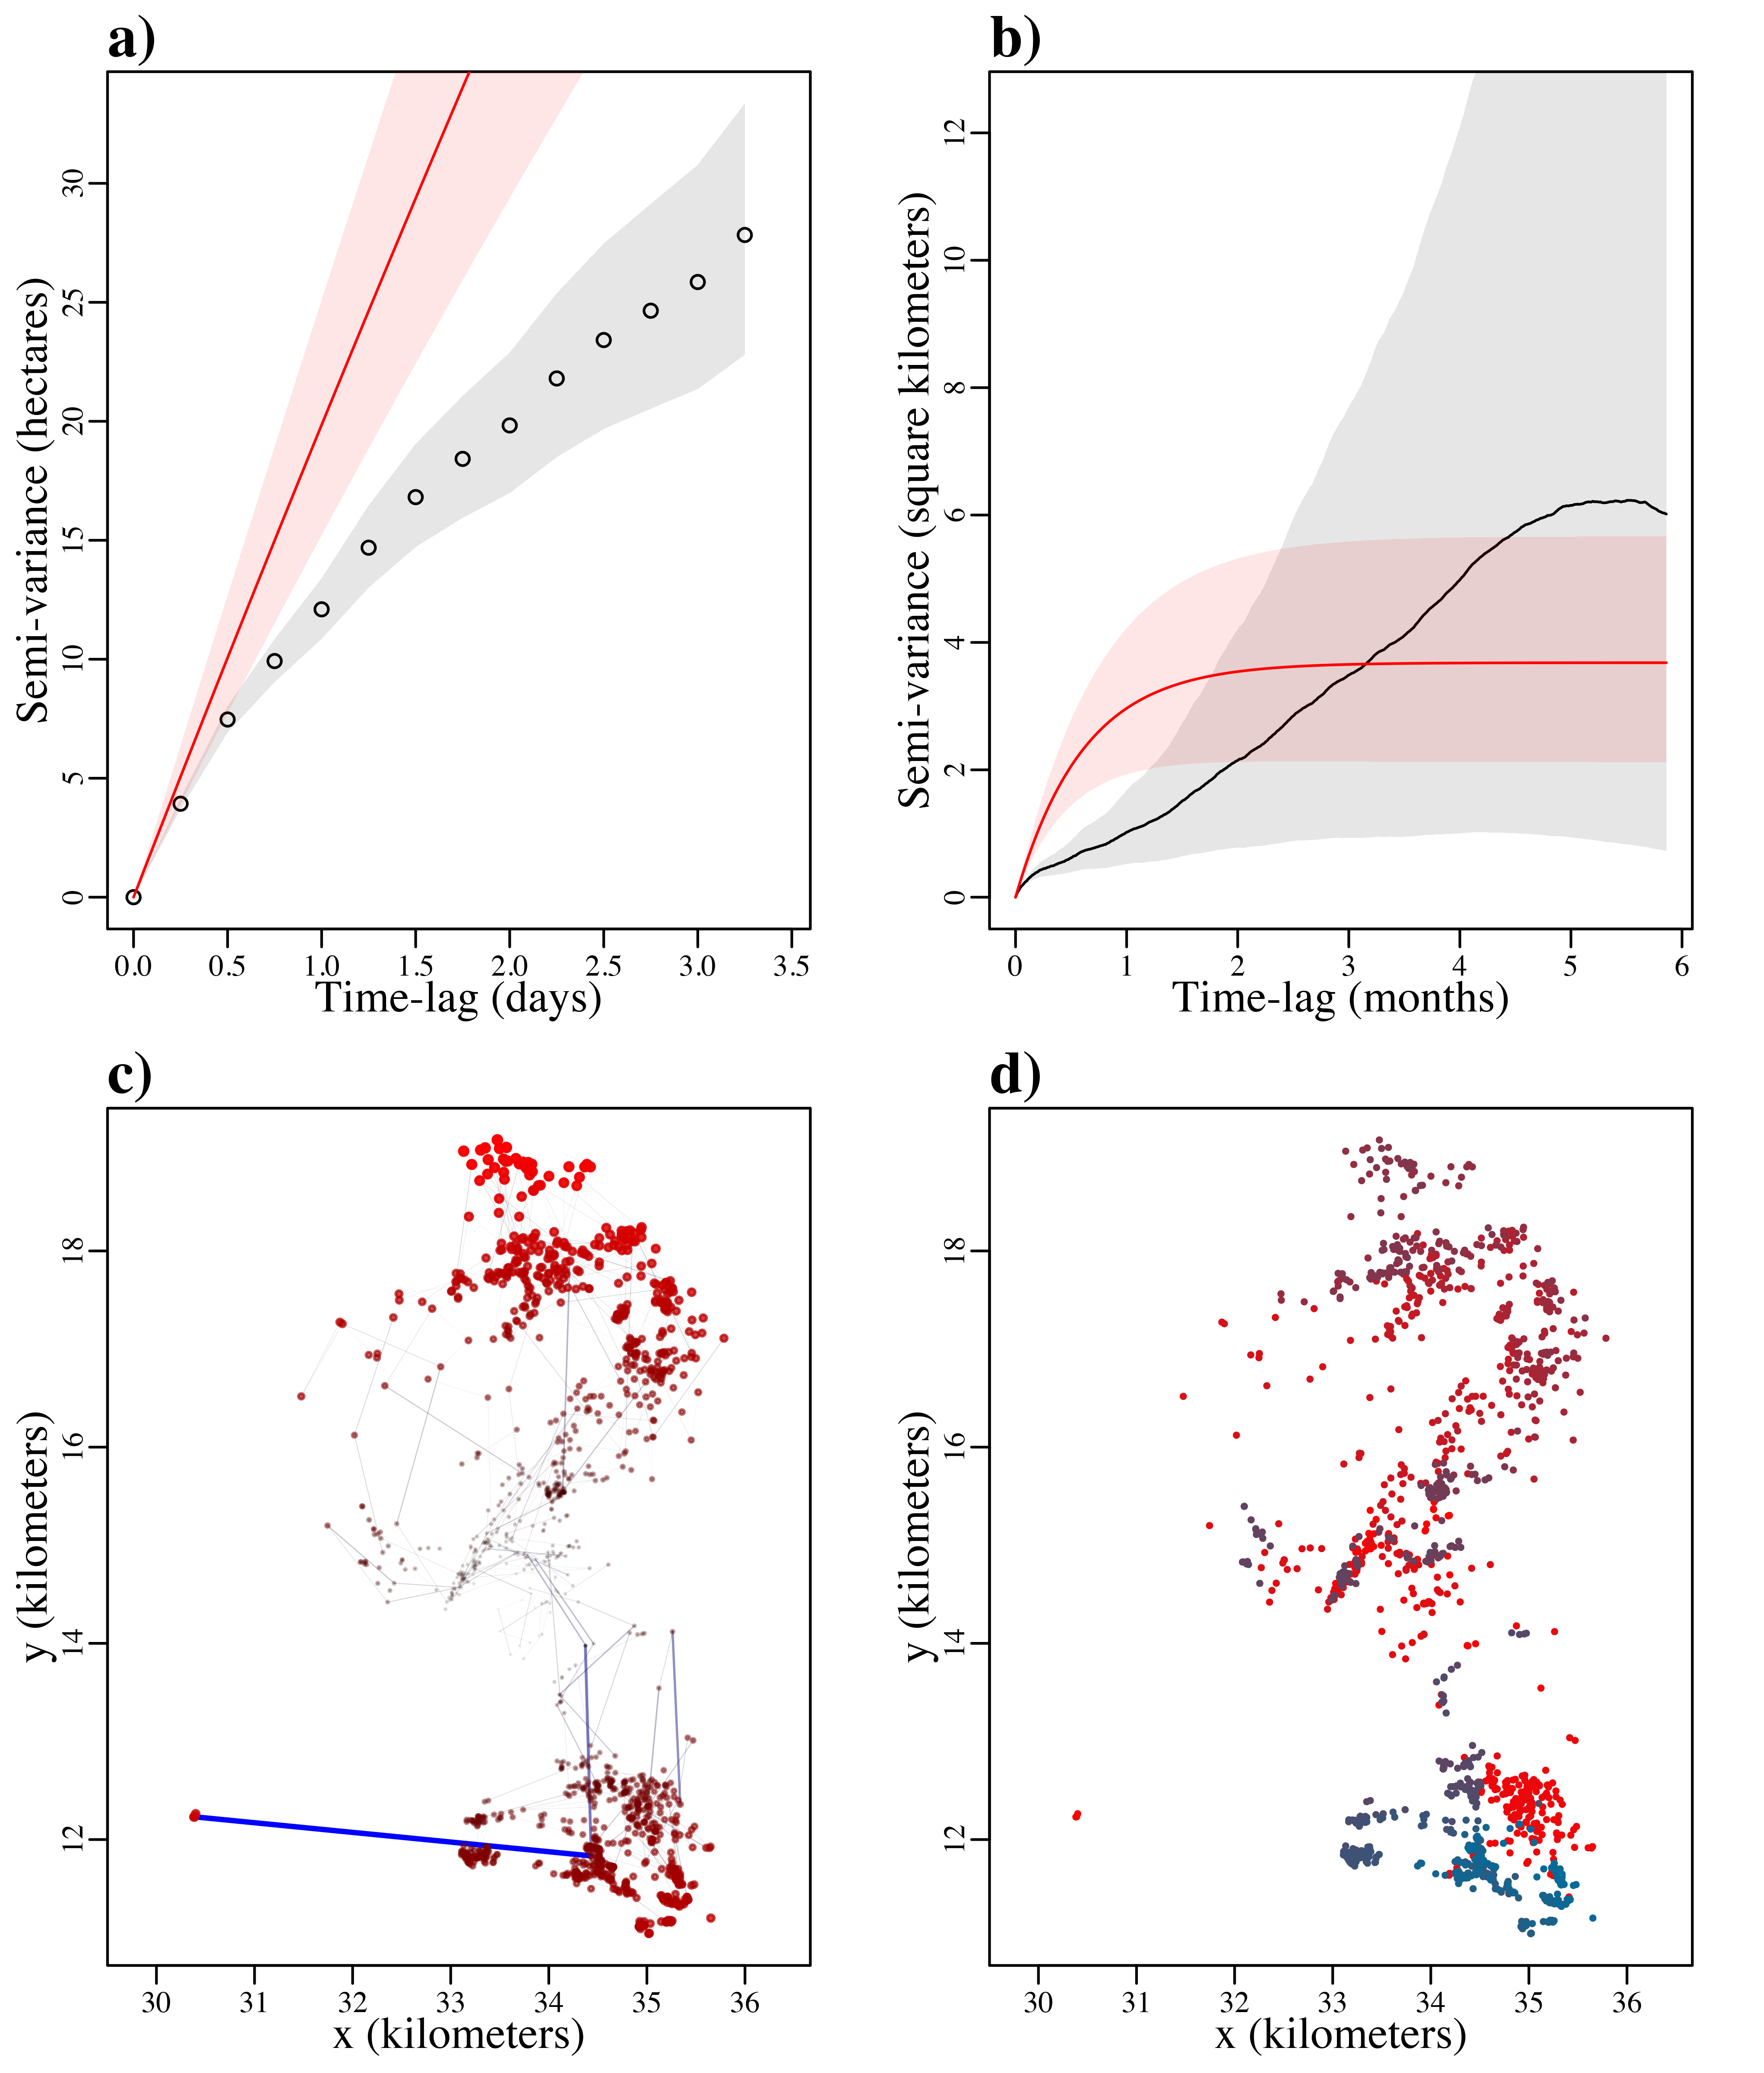 a)
Semi-variance (hectares)
0 5 10 15 20 25 30
0.0 0.5 1.0 1.5 2.0 2.5 3.0 3.5
Time-lag (days)
b)
Semi-variance (square kilometers)
0 2 4 6 8 10 12
0 1 2 3 4 5 6
Time-lag (months)
c)
y (kilometers)
12 14 16 18
30 31 32 33 34 35 36
x (kilometers)
d)
y (kilometers)
12 14 16 18
30 31 32 33 34 35 36
x (kilometers)